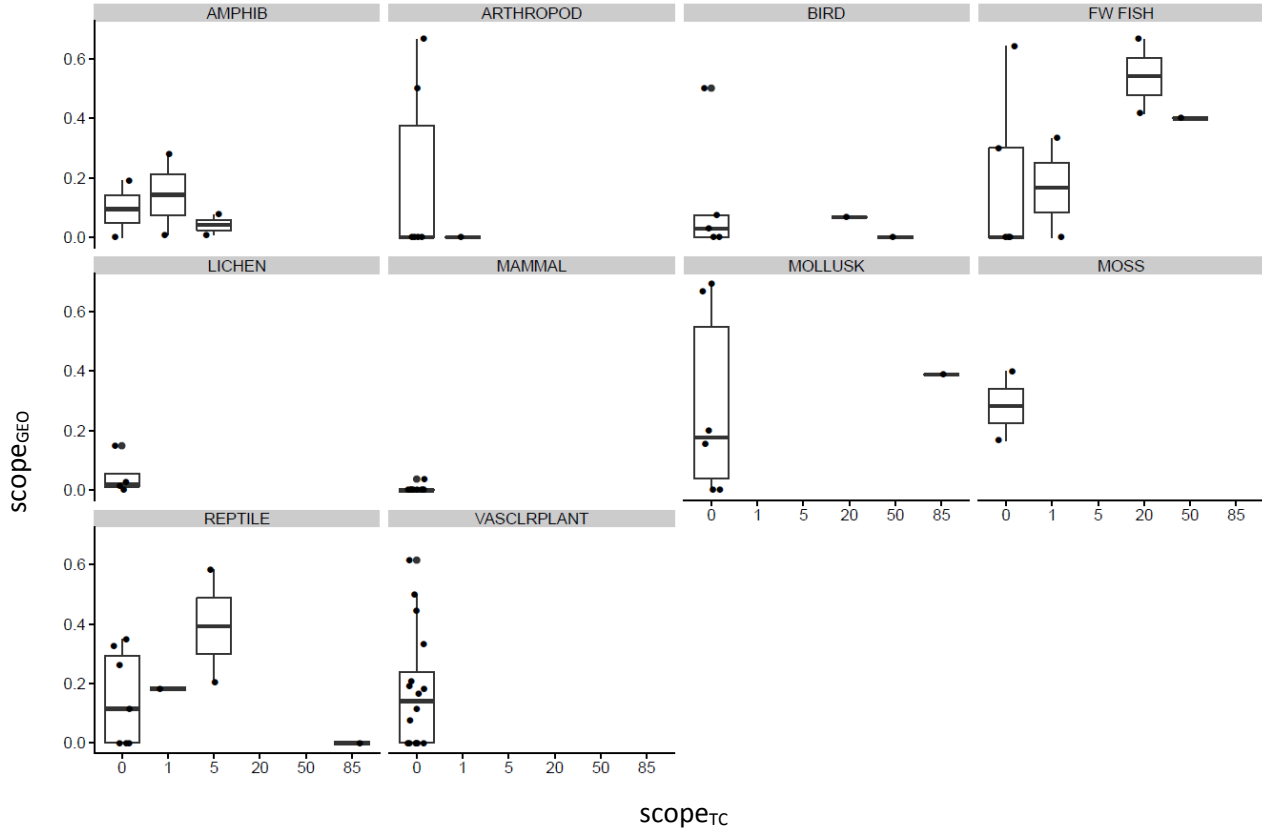 AMPHIB ARTHROPOD BIRD FW FISH
0.6
0.4
0.2
0.0
LICHEN MAMMAL MOLLUSK MOSS
0.6
0.4
0.2
0.0
0 1 5 20 50 85 0 1 5 20 50 85
REPTILE VASCLRPLANT
0.6
0.4
0.2
0.0
0 1 5 20 50 85 0 1 5 20 50 85
scopeGEO
scopeTC